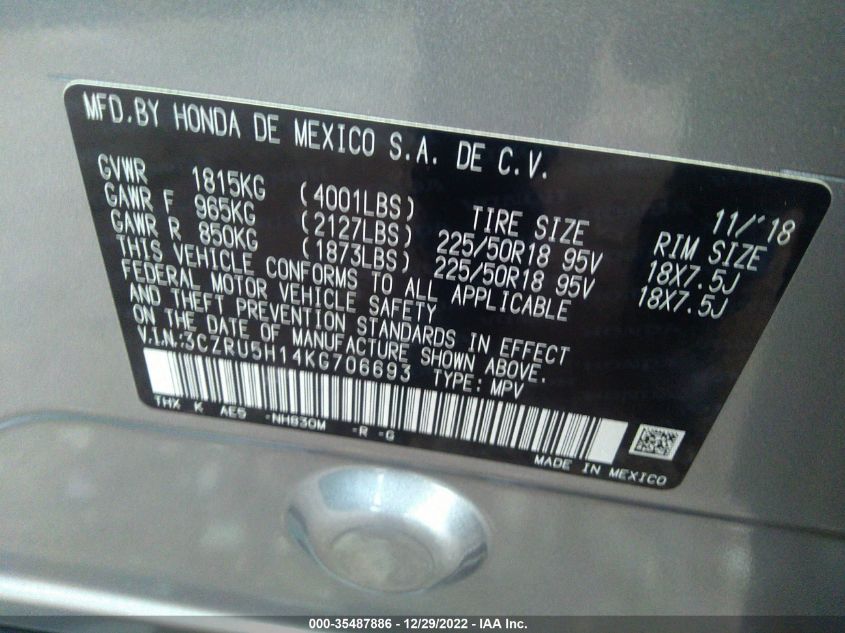 MFD.BY HONDA DE MEXICO S.A. DE C.V.
11/'18
GVWR 1815KG (4001LBS) TIRE SIZE RIM SIZE
GAWR F 965KG (2127LBS) 225/50R18 95V 18X7.5J
GAWR R 850KG (1873LBS) 225/50R18 95V 18X7.5J
THIS VEHICLE CONFORMS TO ALL APPLICABLE
FEDERAL MOTOR VEHICLE SAFETY
AND THEFT PREVENTION STANDARDS IN EFFECT
ON THE DATE OF MANUFACTURE SHOWN ABOVE.
V.I.N.:3CZRU5H14KG706693 TYPE: MPV
THX K AE5 -NH830M -R -G
MADE IN MEXICO
000-35487886 - 12/29/2022 - IAA Inc.